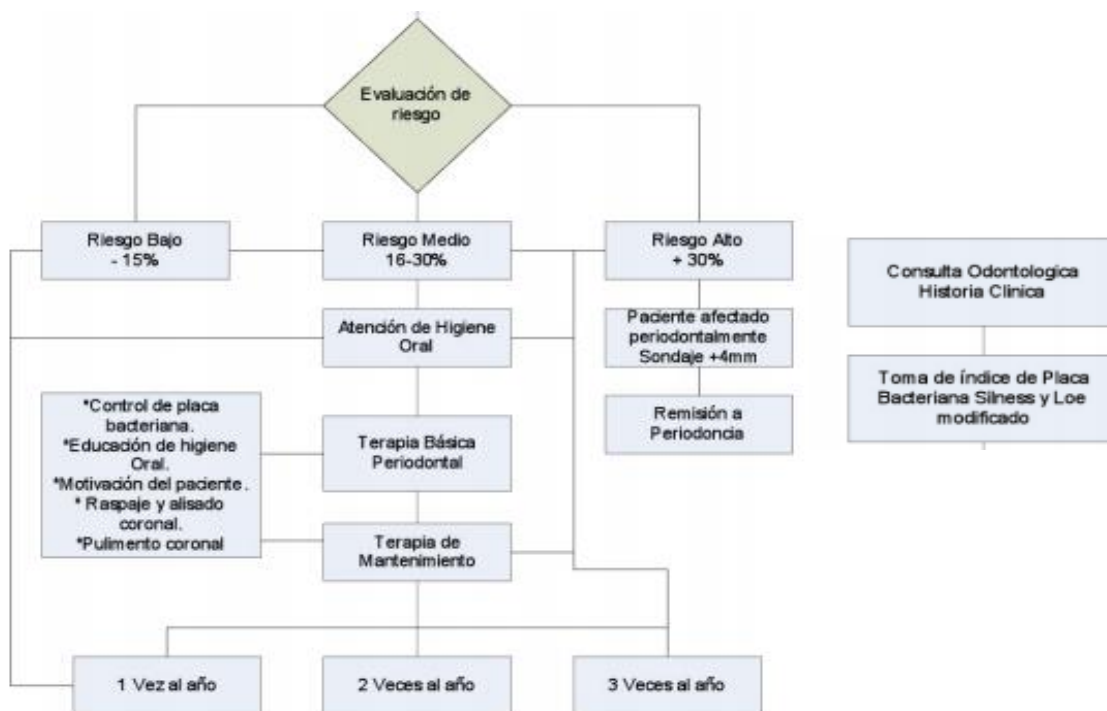 Evaluación de
riesgo
Riesgo Bajo
- 15%
Riesgo Medio
16-30%
Riesgo Alto
+ 30%
Consulta Odontologica
Historia Clinica
Atención de Higiene
Oral
Paciente afectado
periodontalmente
Sondaje +4mm
Toma de índice de Placa
Bacteriana Silness y Loe
modificado
*Control de placa
bacteriana.
*Educación de higiene
Oral.
*Motivación del paciente.
* Raspaje y alisado
coronal.
*Pulimento coronal
Terapia Básica
Periodontal
Remisión a
Periodoncia
Terapia de
Mantenimiento
1 Vez al año
2 Veces al año
3 Veces al año